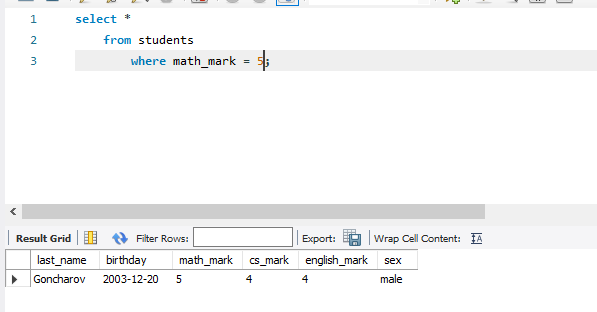 1 select *
2 from students
3 where math_mark = 5;
Result Grid Filter Rows: Export: Wrap Cell Content:
last_name birthday math_mark cs_mark english_mark sex
Goncharov 2003-12-20 5 4 4 male